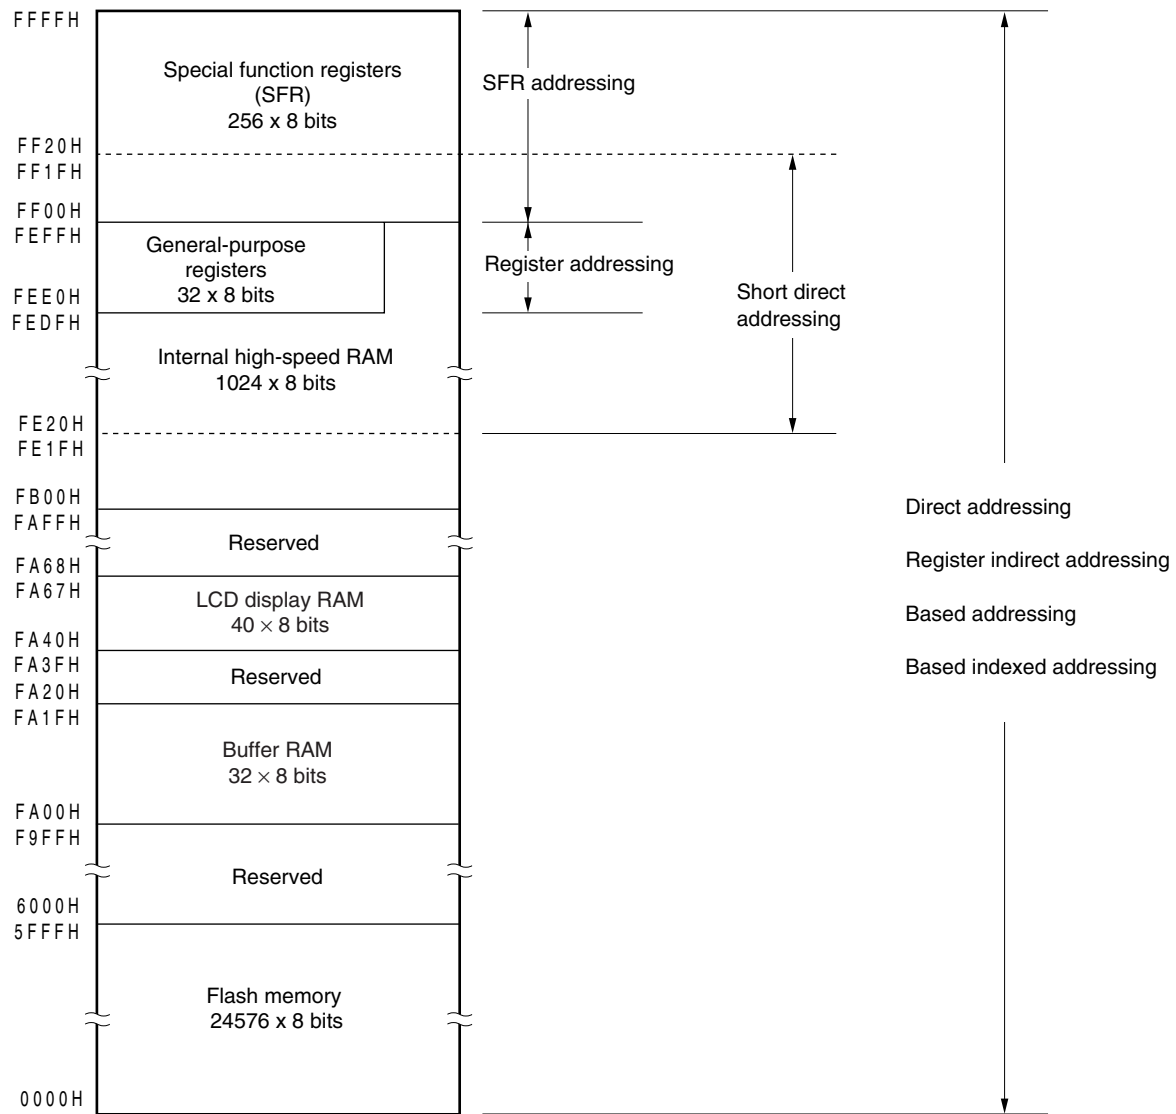 FFFFH
Special function registers
(SFR)
256 x 8 bits
SFR addressing
FF20H
FF1FH
FF00H
FEFFH
General-purpose
registers
32 x 8 bits
Register addressing
FEE0H
FEDFH
Short direct
addressing
Internal high-speed RAM
1024 x 8 bits
FE20H
FE1FH
FB00H
FAFFH
Reserved
Direct addressing
Register indirect addressing
Based addressing
Based indexed addressing
FA68H
FA67H
LCD display RAM
40 × 8 bits
FA40H
FA3FH
Reserved
FA20H
FA1FH
Buffer RAM
32 × 8 bits
FA00H
F9FFH
Reserved
6000H
5FFFH
Flash memory
24576 x 8 bits
0000H